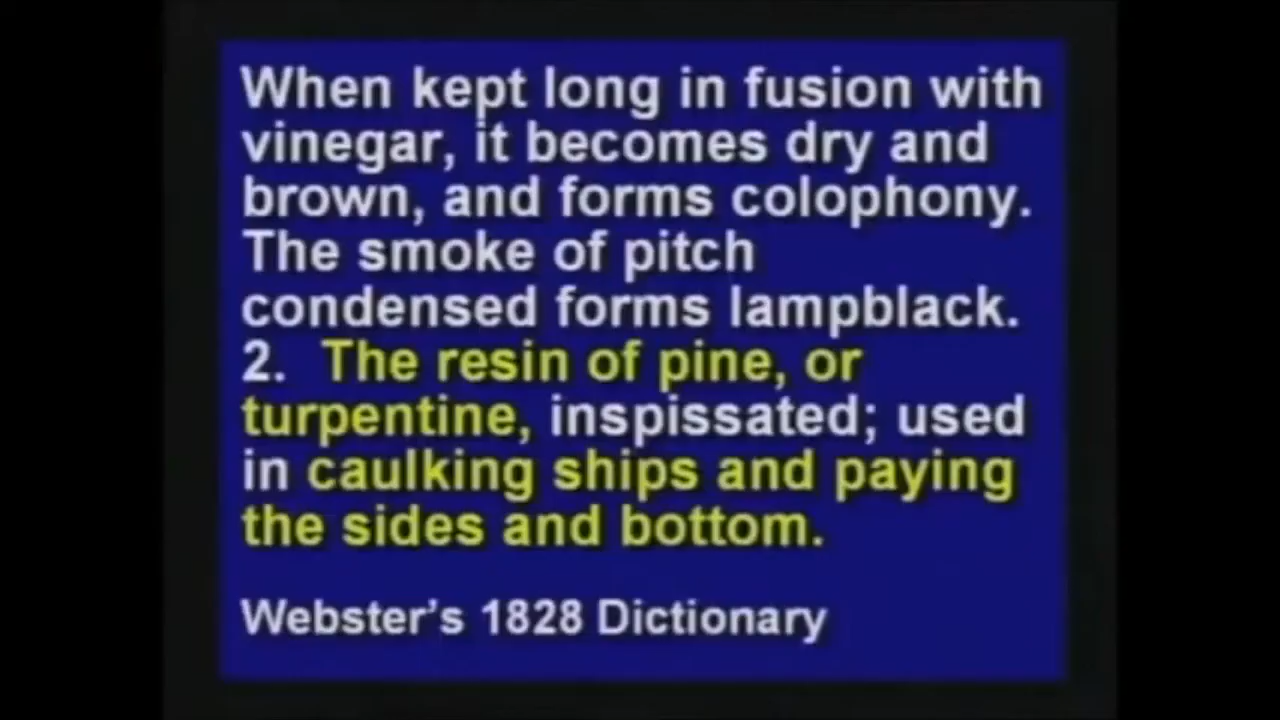 When kept long in fusion with
vinegar, it becomes dry and
brown, and forms colophony.
The smoke of pitch
condensed forms lampblack.
2. The resin of pine, or
turpentine, inspissated; used
in caulking ships and paying
the sides and bottom.
Webster's 1828 Dictionary